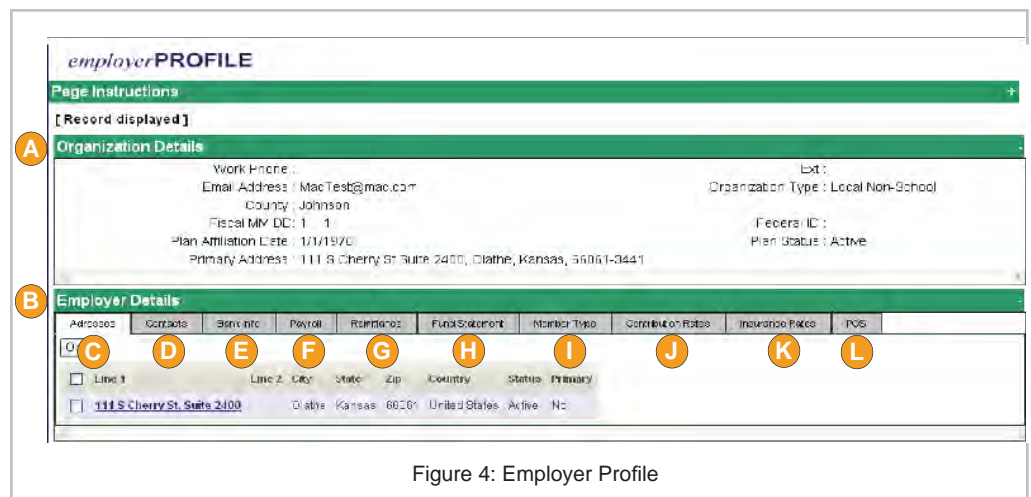 employerPROFILE
Page Instructions +
[ Record displayed ]
A Organization Details -
Work Phone : Ext :
Email Address : MacTest@mac.com Organization Type : Local Non-School
County : Johnson
Fiscal MM DD : 1 1 Federal ID :
Plan Affiliation Date : 1/1/1970 Plan Status : Active
Primary Address : 111 S Cherry St Suite 2400, Olathe, Kansas, 66061-3441
B Employer Details -
Addresses Contacts Bank Info Payroll Remittance Fund Statement Member Type Contribution Rates Insurance Rates POS
C D E F G H I J K L
Line 1 Line 2 City State Zip Country Status Primary
111 S Cherry St. Suite 2400 Olathe Kansas 66061 United States Active No
Figure 4: Employer Profile